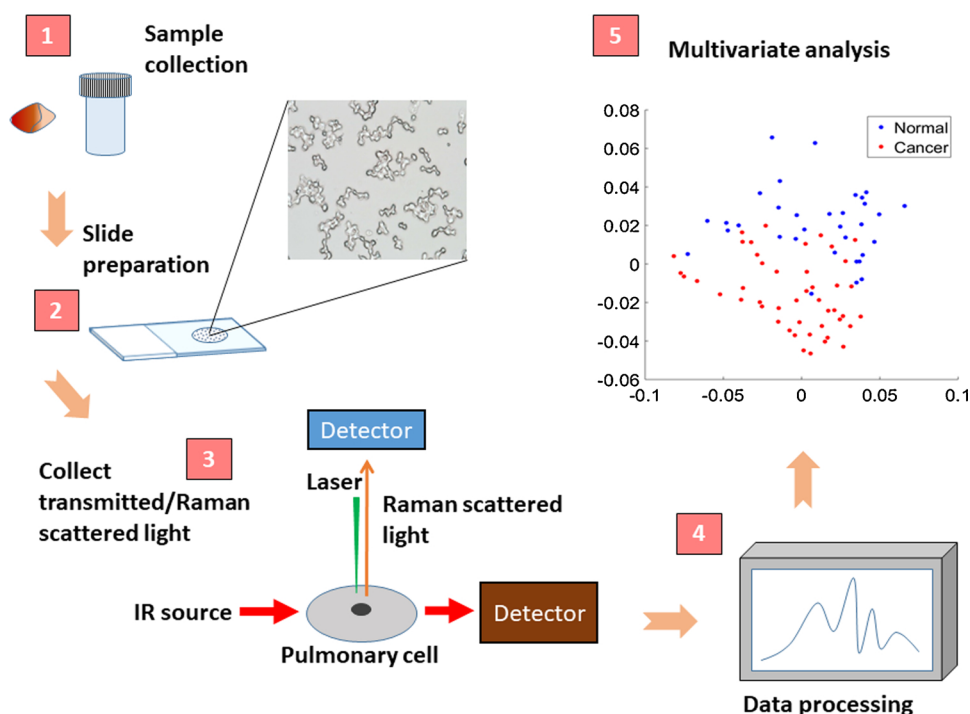 1
Sample
collection
Slide
preparation
2
3
Collect
transmitted/Raman
scattered light
Detector
Laser
Raman scattered
light
IR source
Detector
Pulmonary cell
4
Data processing
5
Multivariate analysis
Normal
Cancer
0.08
0.06
0.04
0.02
0
-0.02
-0.04
-0.06
-0.1
-0.05
0
0.05
0.1